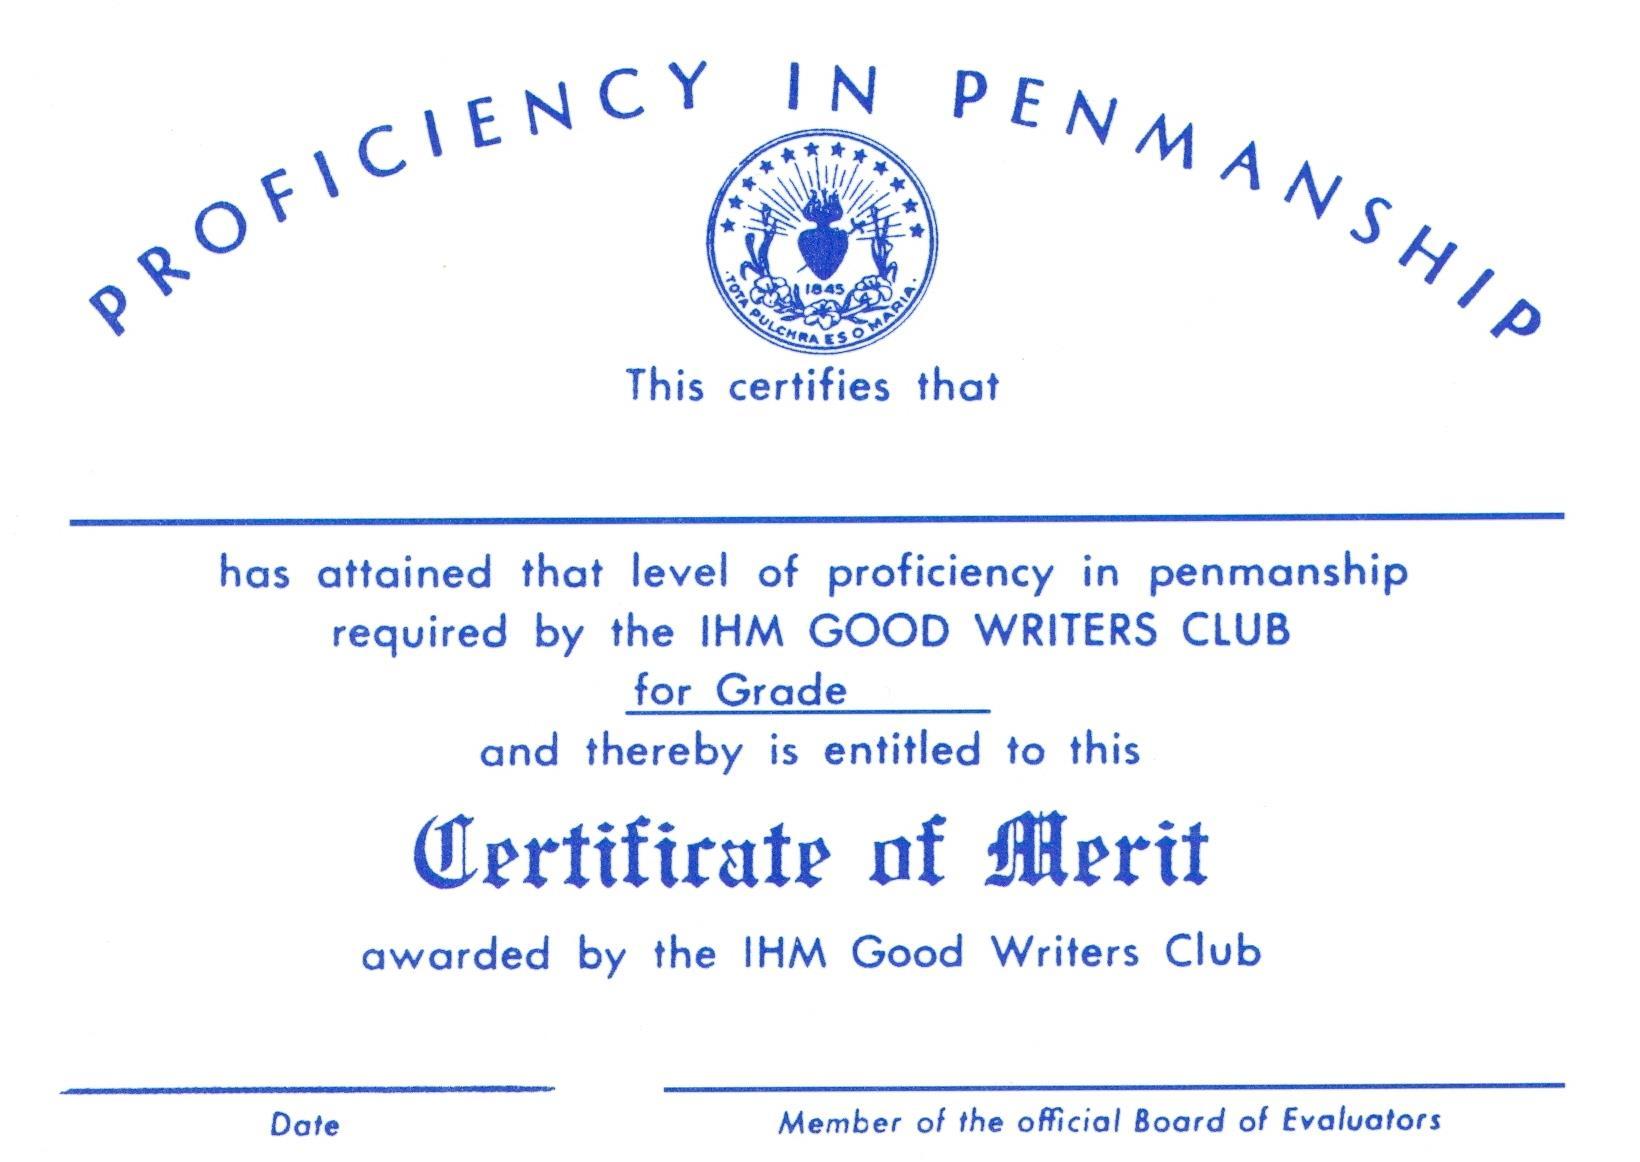 PROFICIENCY IN PENMANSHIP
1845
·TOTA PULCHRA ES O MARIA·
This certifies that
has attained that level of proficiency in penmanship
required by the IHM GOOD WRITERS CLUB
for Grade
and thereby is entitled to this
Certificate of Merit
awarded by the IHM Good Writers Club
Date
Member of the official Board of Evaluators